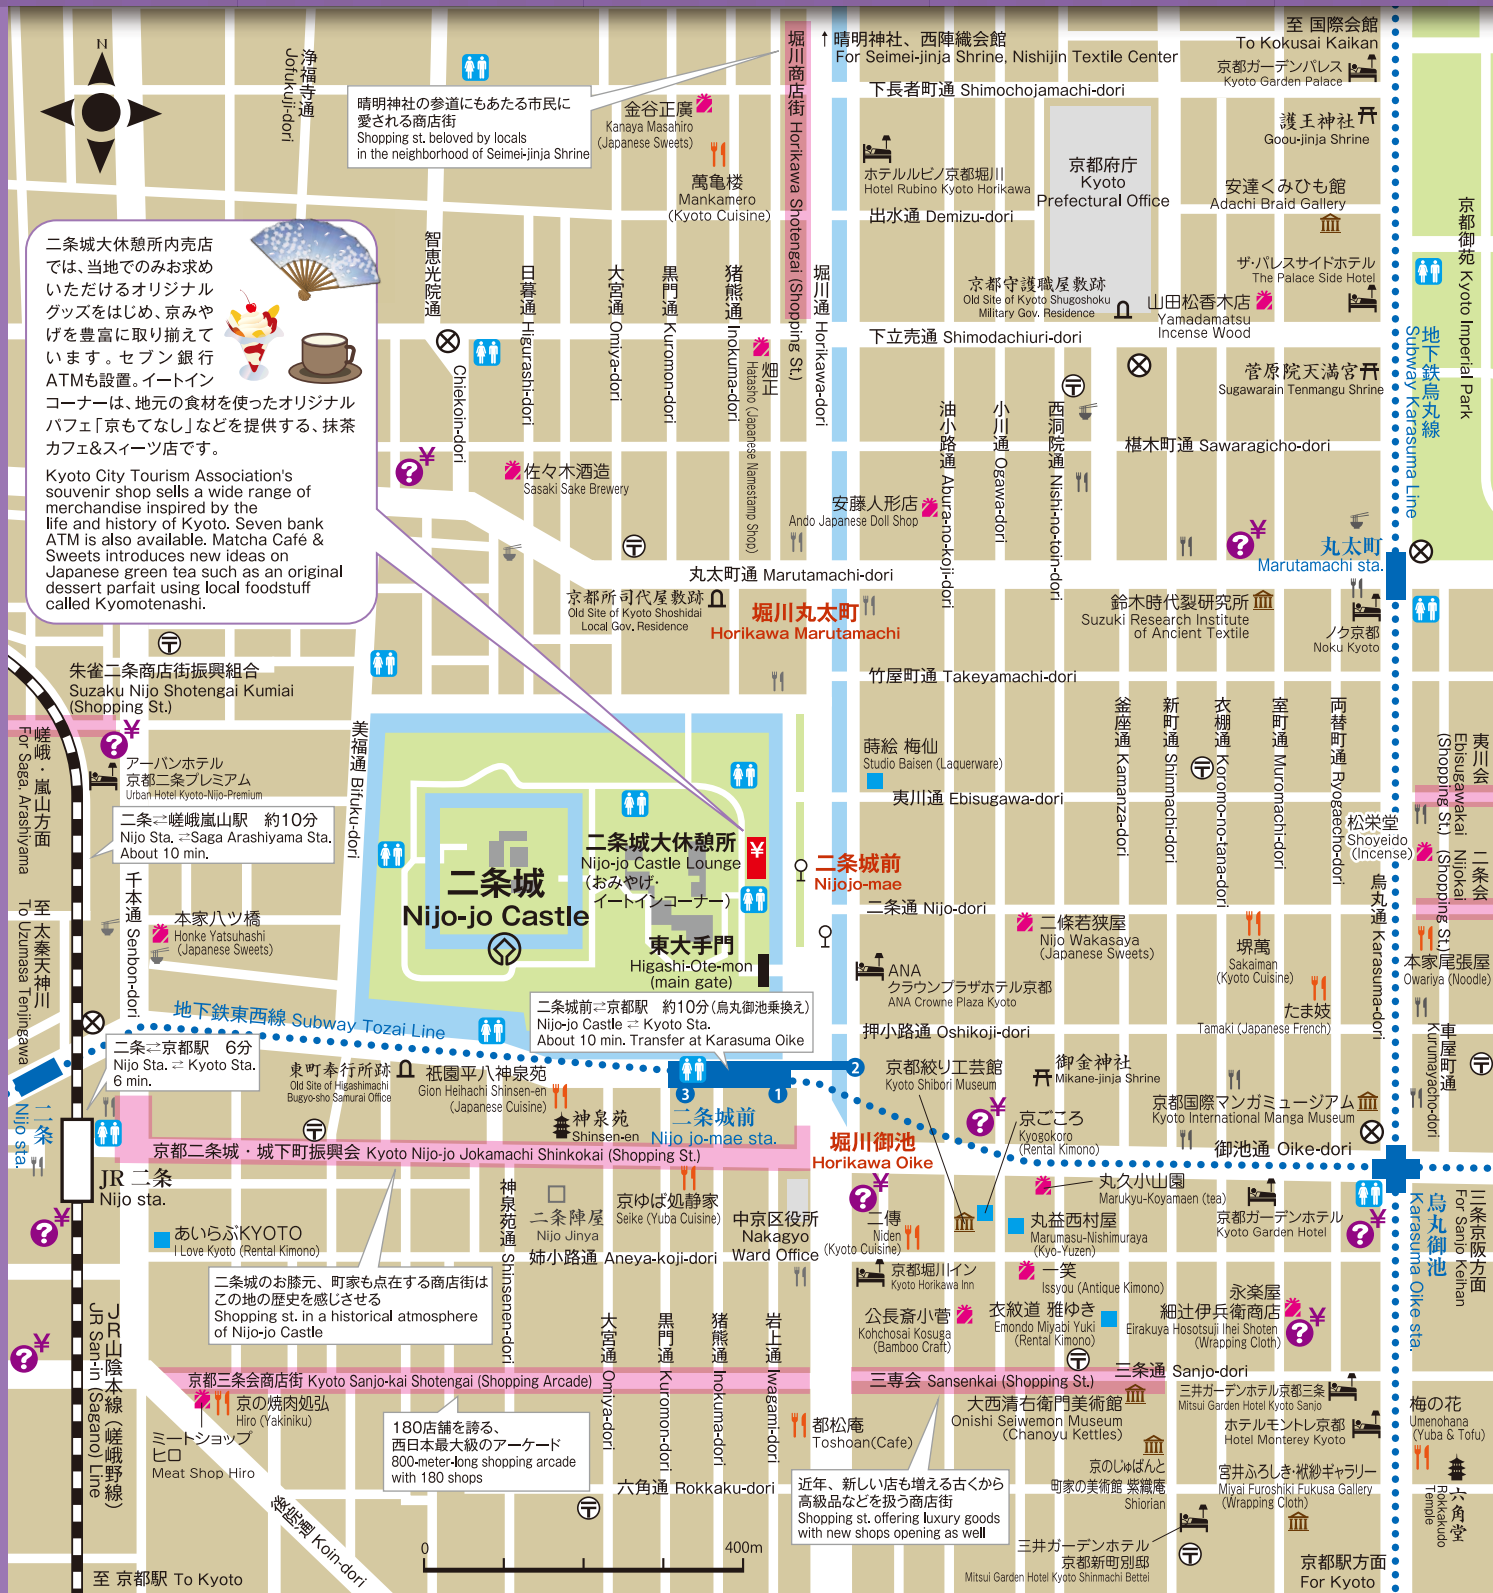 N
浄福寺通
Jofukuji-dori
堀川商店街 Horikawa Shotengai (Shopping St.)
↑晴明神社、西陣織会館
For Seimei-jinja Shrine, Nishijin Textile Center
至 国際会館
To Kokusai Kaikan
京都ガーデンパレス
Kyoto Garden Palace
下長者町通 Shimochojamachi-dori
晴明神社の参道にもあたる市民に
愛される商店街
Shopping st. beloved by locals
in the neighborhood of Seimei-jinja Shrine
金谷正廣
Kanaya Masahiro
(Japanese Sweets)
萬亀楼
Mankamero
(Kyoto Cuisine)
ホテルルビノ京都堀川
Hotel Rubino Kyoto Horikawa
京都府庁
Kyoto
Prefectural Office
護王神社
Goou-jinja Shrine
安達くみひも館
Adachi Braid Gallery
出水通 Demizu-dori
京都御苑 Kyoto Imperial Park
二条城大休憩所内売店
では、当地でのみお求め
いただけるオリジナル
グッズをはじめ、京みや
げを豊富に取り揃えて
います。セブン銀行
ATMも設置。イートイン
コーナーは、地元の食材を使ったオリジナル
パフェ「京もてなし」などを提供する、抹茶
カフェ&スィーツ店です。
Kyoto City Tourism Association's
souvenir shop sells a wide range of
merchandise inspired by the
life and history of Kyoto. Seven bank
ATM is also available. Matcha Café &
Sweets introduces new ideas on
Japanese green tea such as an original
dessert parfait using local foodstuff
called Kyomotenashi.
智恵光院通
Chiekoin-dori
日暮通 Higurashi-dori
大宮通 Omiya-dori
黒門通 Kuromon-dori
猪熊通 Inokuma-dori
堀川通 Horikawa-dori
畑正
Hatasho (Japanese Namestamp Shop)
京都守護職屋敷跡
Old Site of Kyoto Shugoshoku
Military Gov. Residence
山田松香木店
Yamadamatsu
Incense Wood
ザ・パレスサイドホテル
The Palace Side Hotel
下立売通 Shimodachiuri-dori
地下鉄烏丸線
Subway Karasuma Line
菅原院天満宮
Sugawarain Tenmangu Shrine
油小路通 Abura-no-koji-dori
小川通 Ogawa-dori
西洞院通 Nishi-no-toin-dori
椹木町通 Sawaragicho-dori
佐々木酒造
Sasaki Sake Brewery
安藤人形店
Ando Japanese Doll Shop
丸太町
Marutamachi sta.
丸太町通 Marutamachi-dori
京都所司代屋敷跡
Old Site of Kyoto Shoshidai
Local Gov. Residence
堀川丸太町
Horikawa Marutamachi
鈴木時代裂研究所
Suzuki Research Institute
of Ancient Textile
ノク京都
Noku Kyoto
朱雀二条商店街振興組合
Suzaku Nijo Shotengai Kumiai
(Shopping St.)
竹屋町通 Takeyamachi-dori
嵯峨・嵐山方面
For Saga, Arashiyama
アーバンホテル
京都二条プレミアム
Urban Hotel Kyoto-Nijo-Premium
美福通 Bifuku-dori
蒔絵 梅仙
Studio Baisen (Laquerware)
釜座通 Kamanza-dori
新町通 Shinmachi-dori
衣棚通 Koromo-no-tana-dori
室町通 Muromachi-dori
両替町通 Ryogaecho-dori
夷川会
Ebisugawakai
(Shopping St.)
夷川通 Ebisugawa-dori
二条⇄嵯峨嵐山駅 約10分
Nijo Sta. ⇄Saga Arashiyama Sta.
About 10 min.
二条城大休憩所
Nijo-jo Castle Lounge
(おみやげ・
イートインコーナー)
¥
二条城
Nijo-jo Castle
二条城前
Nijojo-mae
松栄堂
Shoyeido
(Incense)
二条会
Nijokai
(Shopping St.)
千本通 Senbon-dori
至 太秦天神川
To Uzumasa Tenjingawa
本家八ツ橋
Honke Yatsuhashi
(Japanese Sweets)
二条通 Nijo-dori
烏丸通 Karasuma-dori
東大手門
Higashi-Ote-mon
(main gate)
二條若狭屋
Nijo Wakasaya
(Japanese Sweets)
堺萬
Sakaiman
(Kyoto Cuisine)
本家尾張屋
Owariya (Noodle)
ANA
クラウンプラザホテル京都
ANA Crowne Plaza Kyoto
たま妓
Tamaki (Japanese French)
地下鉄東西線 Subway Tozai Line
二条城前⇄京都駅 約10分(烏丸御池乗換え)
Nijo-jo Castle ⇄ Kyoto Sta.
About 10 min. Transfer at Karasuma Oike
押小路通 Oshikoji-dori
車屋町通
Kurumayacho-dori
二条⇄京都駅 6分
Nijo Sta. ⇄ Kyoto Sta.
6 min.
東町奉行所跡
Old Site of Higashimachi
Bugyo-sho Samurai Office
祇園平八神泉苑
Gion Heihachi Shinsen-en
(Japanese Cuisine)
神泉苑
Shinsen-en
3
1
2
二条城前
Nijo jo-mae sta.
京都絞り工芸館
Kyoto Shibori Museum
御金神社
Mikane-jinja Shrine
京ごころ
Kyogokoro
(Rental Kimono)
京都国際マンガミュージアム
Kyoto International Manga Museum
二条
Nijo sta.
JR 二条
Nijo sta.
京都二条城・城下町振興会 Kyoto Nijo-jo Jokamachi Shinkokai (Shopping St.)
堀川御池
Horikawa Oike
御池通 Oike-dori
烏丸御池
Karasuma Oike sta.
三条京阪方面
For Sanjo Keihan
丸久小山園
Marukyu-Koyamaen (tea)
京都ガーデンホテル
Kyoto Garden Hotel
あいらぶKYOTO
I Love Kyoto (Rental Kimono)
神泉苑通 Shinsenen-dori
二条陣屋
Nijo Jinya
京ゆば処静家
Seike (Yuba Cuisine)
中京区役所
Nakagyo
Ward Office
二傳
Niden
(Kyoto Cuisine)
丸益西村屋
Marumasu-Nishimuraya
(Kyo-Yuzen)
姉小路通 Aneya-koji-dori
二条城のお膝元、町家も点在する商店街は
この地の歴史を感じさせる
Shopping st. in a historical atmosphere
of Nijo-jo Castle
京都堀川イン
Kyoto Horikawa Inn
一笑
Issyou (Antique Kimono)
公長斎小菅
Kohchosai Kosuga
(Bamboo Craft)
衣紋道 雅ゆき
Emondo Miyabi Yuki
(Rental Kimono)
永楽屋
細辻伊兵衛商店
Eirakuya Hosotsuji Ihei Shoten
(Wrapping Cloth)
JR山陰本線(嵯峨野線)
JR San-in (Sagano) Line
大宮通 Omiya-dori
黒門通 Kuromon-dori
猪熊通 Inokuma-dori
岩上通 Iwagami-dori
京都三条会商店街 Kyoto Sanjo-kai Shotengai (Shopping Arcade)
三専会 Sansenkai (Shopping St.)
三条通 Sanjo-dori
京の焼肉処弘
Hiro (Yakiniku)
ミートショップ
ヒロ
Meat Shop Hiro
180店舗を誇る、
西日本最大級のアーケード
800-meter-long shopping arcade
with 180 shops
都松庵
Toshoan(Cafe)
大西清右衛門美術館
Onishi Seiwemon Museum
(Chanoyu Kettles)
三井ガーデンホテル京都三条
Mitsui Garden Hotel Kyoto Sanjo
ホテルモントレ京都
Hotel Monterey Kyoto
梅の花
Umenohana
(Yuba & Tofu)
六角通 Rokkaku-dori
近年、新しい店も増える古くから
高級品などを扱う商店街
Shopping st. offering luxury goods
with new shops opening as well
京のじゅばんと
町家の美術館 紫織庵
Shiorian
宮井ふろしき・袱紗ギャラリー
Miyai Furoshiki Fukusa Gallery
(Wrapping Cloth)
六角堂
Rokkakudo
Temple
後院通 Koin-dori
三井ガーデンホテル
京都新町別邸
Mitsui Garden Hotel Kyoto Shinmachi Bettei
0
400m
至 京都駅 To Kyoto
京都駅方面
For Kyoto